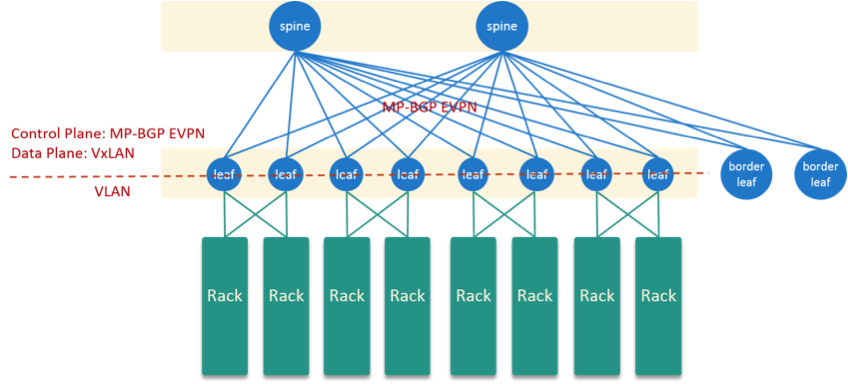 spine
spine
MP-BGP EVPN
Control Plane: MP-BGP EVPN
Data Plane: VxLAN
leaf
leaf
leaf
leaf
leaf
leaf
leaf
leaf
border
leaf
border
leaf
VLAN
Rack
Rack
Rack
Rack
Rack
Rack
Rack
Rack